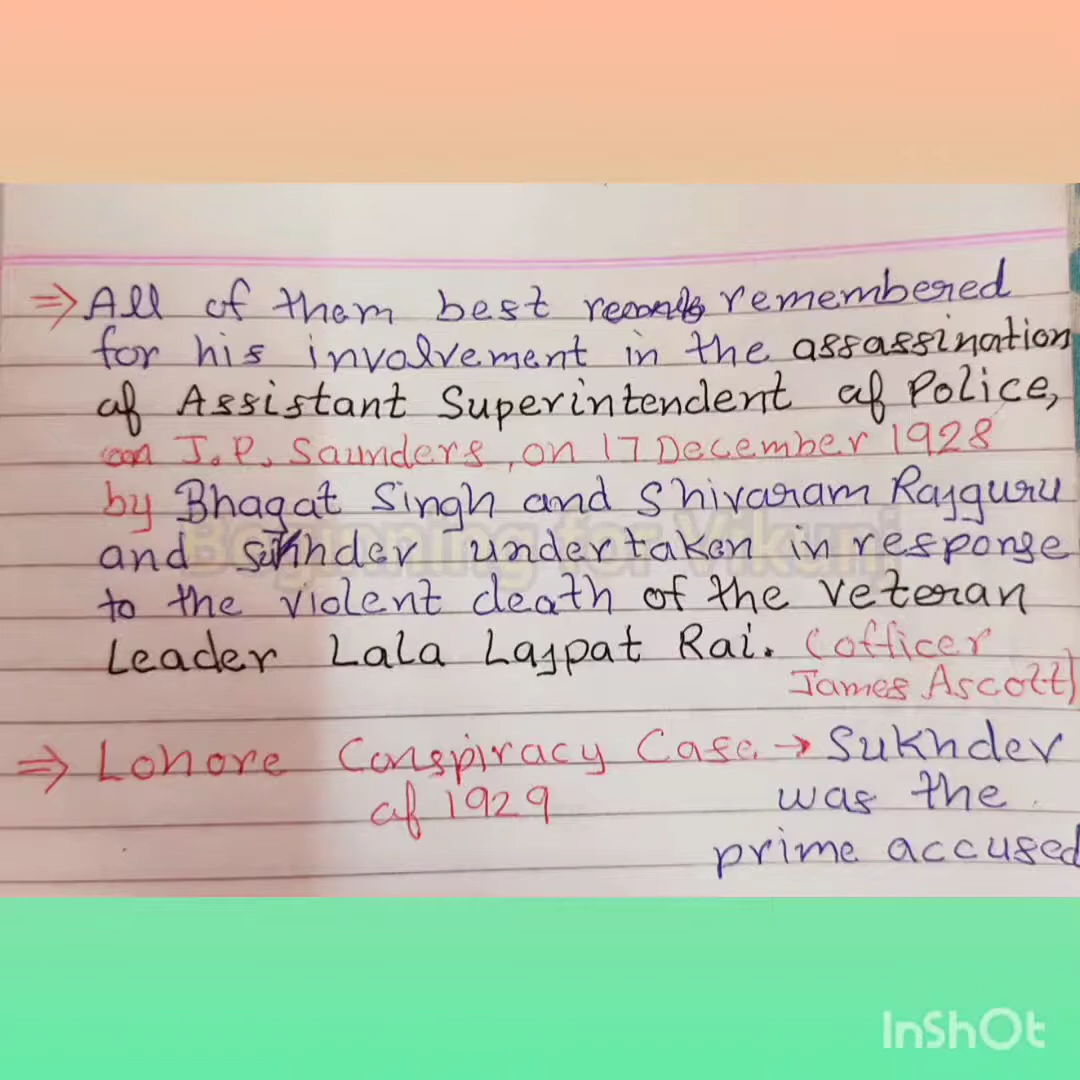 ⇒ All of them best remembered
for his involvement in the assassination
of Assistant Superintendent of Police,
J.P. Saunders, on 17 December 1928
by Bhagat Singh and Shivaram Rajguru
and Sukhdev undertaken in response
to the violent death of the veteran
Leader Lala Lajpat Rai. (officer
James Ascott)
⇒ Lohore Conspiracy Case → Sukhdev
of 1929 was the
prime accused
InShOt